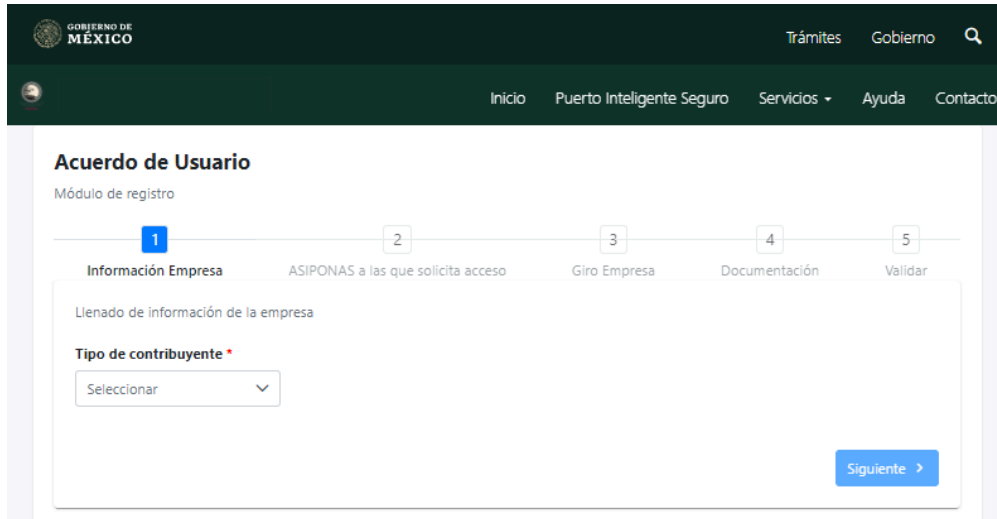 GOBIERNO DE
MÉXICO
Trámites Gobierno
Inicio Puerto Inteligente Seguro Servicios Ayuda Contacto
Acuerdo de Usuario
Módulo de registro
1 2 3 4 5
Información Empresa ASIPONAS a las que solicita acceso Giro Empresa Documentación Validar
Llenado de información de la empresa
Tipo de contribuyente *
Seleccionar
Siguiente >